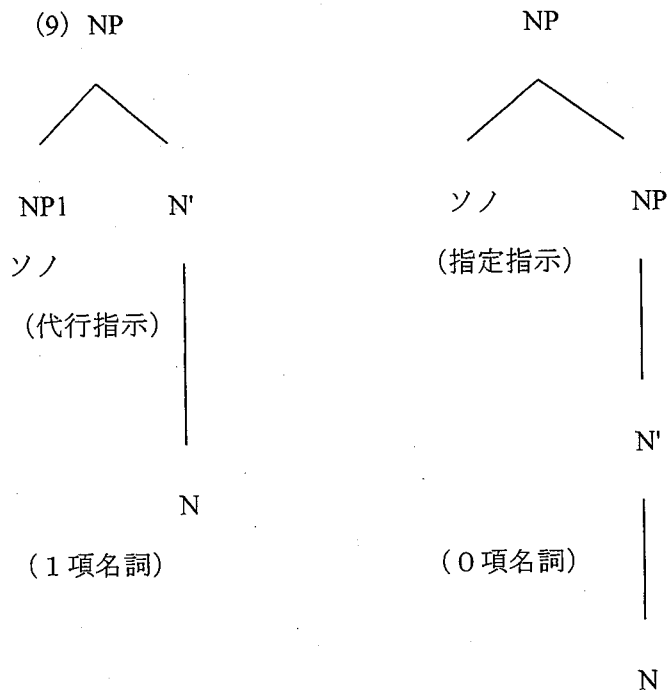 (9) NP NP
NP1 N' ソノ NP
ソノ (指定指示)
(代行指示)
N'
N
(1項名詞) (0項名詞)
N